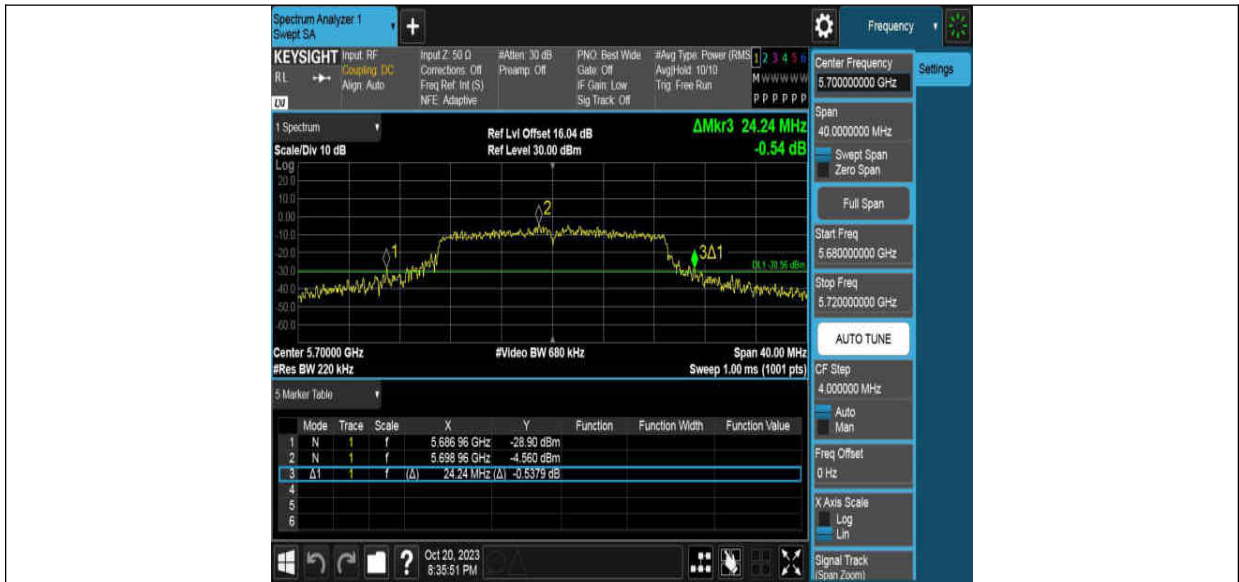 Spectrum Analyzer 1
Swept SA
+
Frequency
KEYSIGHT
RL
LXI
Input: RF
Coupling: DC
Align: Auto
Input Z: 50 Ω
Corrections: Off
Freq Ref: Int (S)
NFE: Adaptive
#Atten: 30 dB
Preamp: Off
PNO: Best Wide
Gate: Off
IF Gain: Low
Sig Track: Off
#Avg Type: Power (RMS
Avg|Hold: 10/10
Trig: Free Run
1 2 3 4 5 6
M W W W W W
P P P P P P
1 Spectrum
Scale/Div 10 dB
Ref Lvl Offset 16.04 dB
Ref Level 30.00 dBm
ΔMkr3 24.24 MHz
-0.54 dB
Log
20.0
10.0
0.00
-10.0
-20.0
-30.0
-40.0
-50.0
-60.0
1
2
3Δ1
DL1 -30.56 dBm
Center 5.70000 GHz
#Video BW 680 kHz
Span 40.00 MHz
#Res BW 220 kHz
Sweep 1.00 ms (1001 pts)
5 Marker Table
Mode Trace Scale X Y Function Function Width Function Value
1 N 1 f 5.686 96 GHz -28.90 dBm
2 N 1 f 5.698 96 GHz -4.560 dBm
3 Δ1 1 f (Δ) 24.24 MHz (Δ) -0.5379 dB
4
5
6
?
Oct 20, 2023
8:35:51 PM
Center Frequency
5.700000000 GHz
Settings
Span
40.0000000 MHz
Swept Span
Zero Span
Full Span
Start Freq
5.680000000 GHz
Stop Freq
5.720000000 GHz
AUTO TUNE
CF Step
4.000000 MHz
Auto
Man
Freq Offset
0 Hz
X Axis Scale
Log
Lin
Signal Track
(Span Zoom)